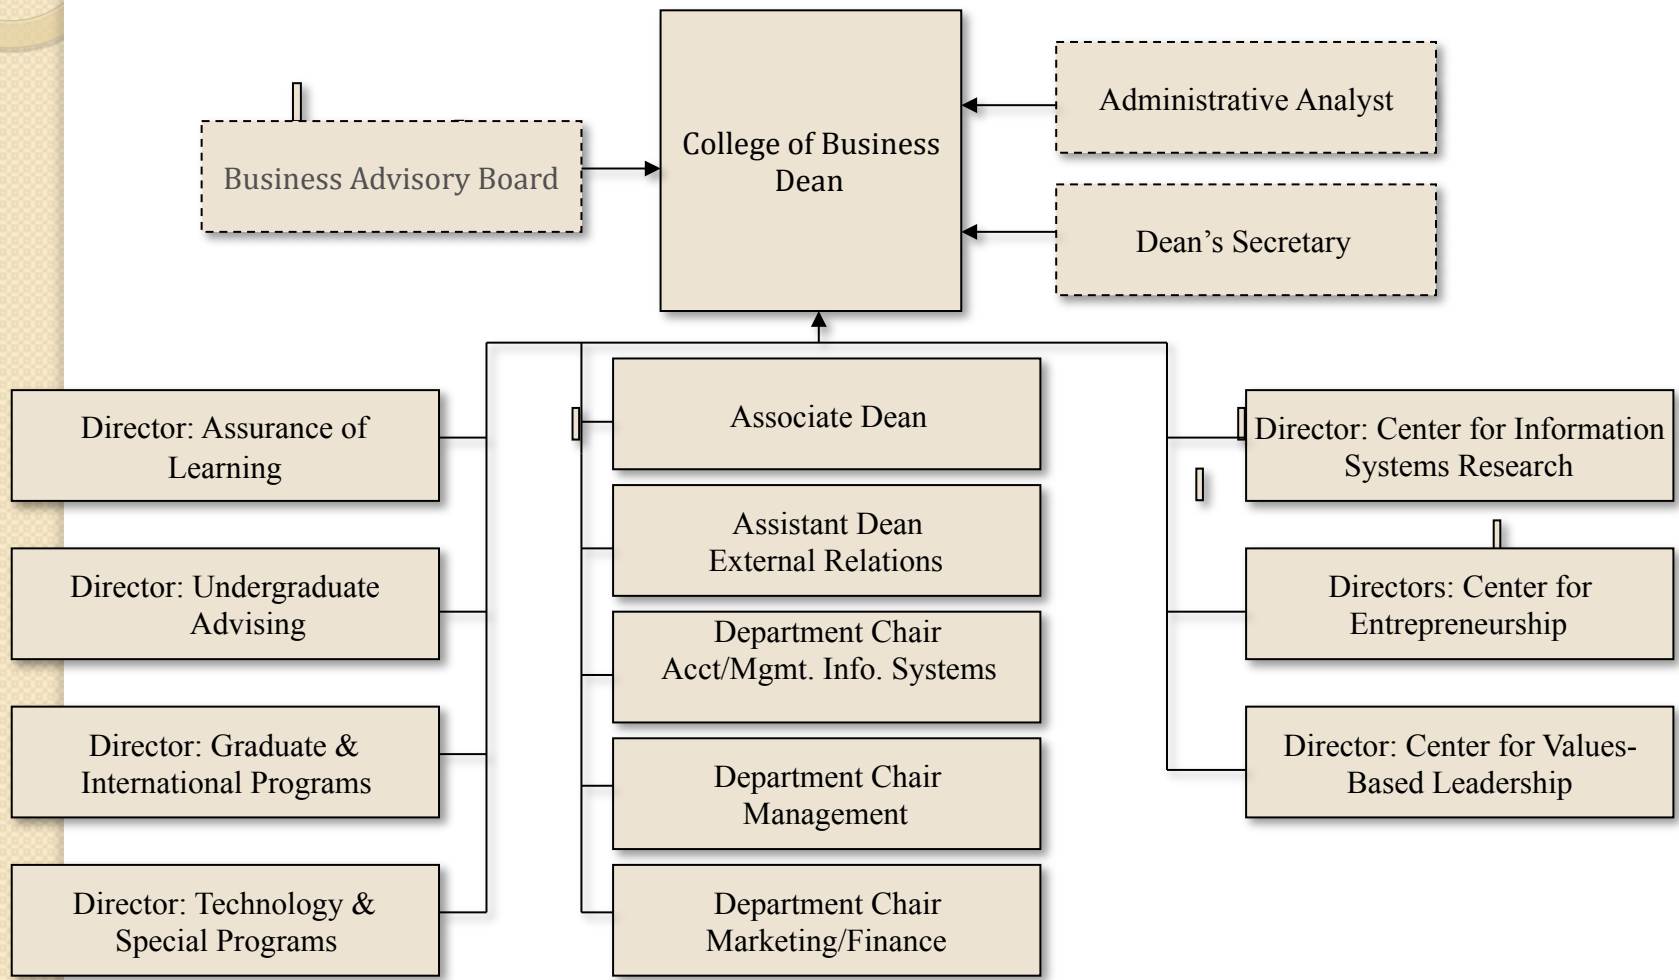 College of Business
Dean
Business Advisory Board
Administrative Analyst
Dean’s Secretary
Director: Assurance of
Learning
Director: Undergraduate
Advising
Director: Graduate &
International Programs
Director: Technology &
Special Programs
Associate Dean
Assistant Dean
External Relations
Department Chair
Acct/Mgmt. Info. Systems
Department Chair
Management
Department Chair
Marketing/Finance
Director: Center for Information
Systems Research
Directors: Center for
Entrepreneurship
Director: Center for Values-
Based Leadership